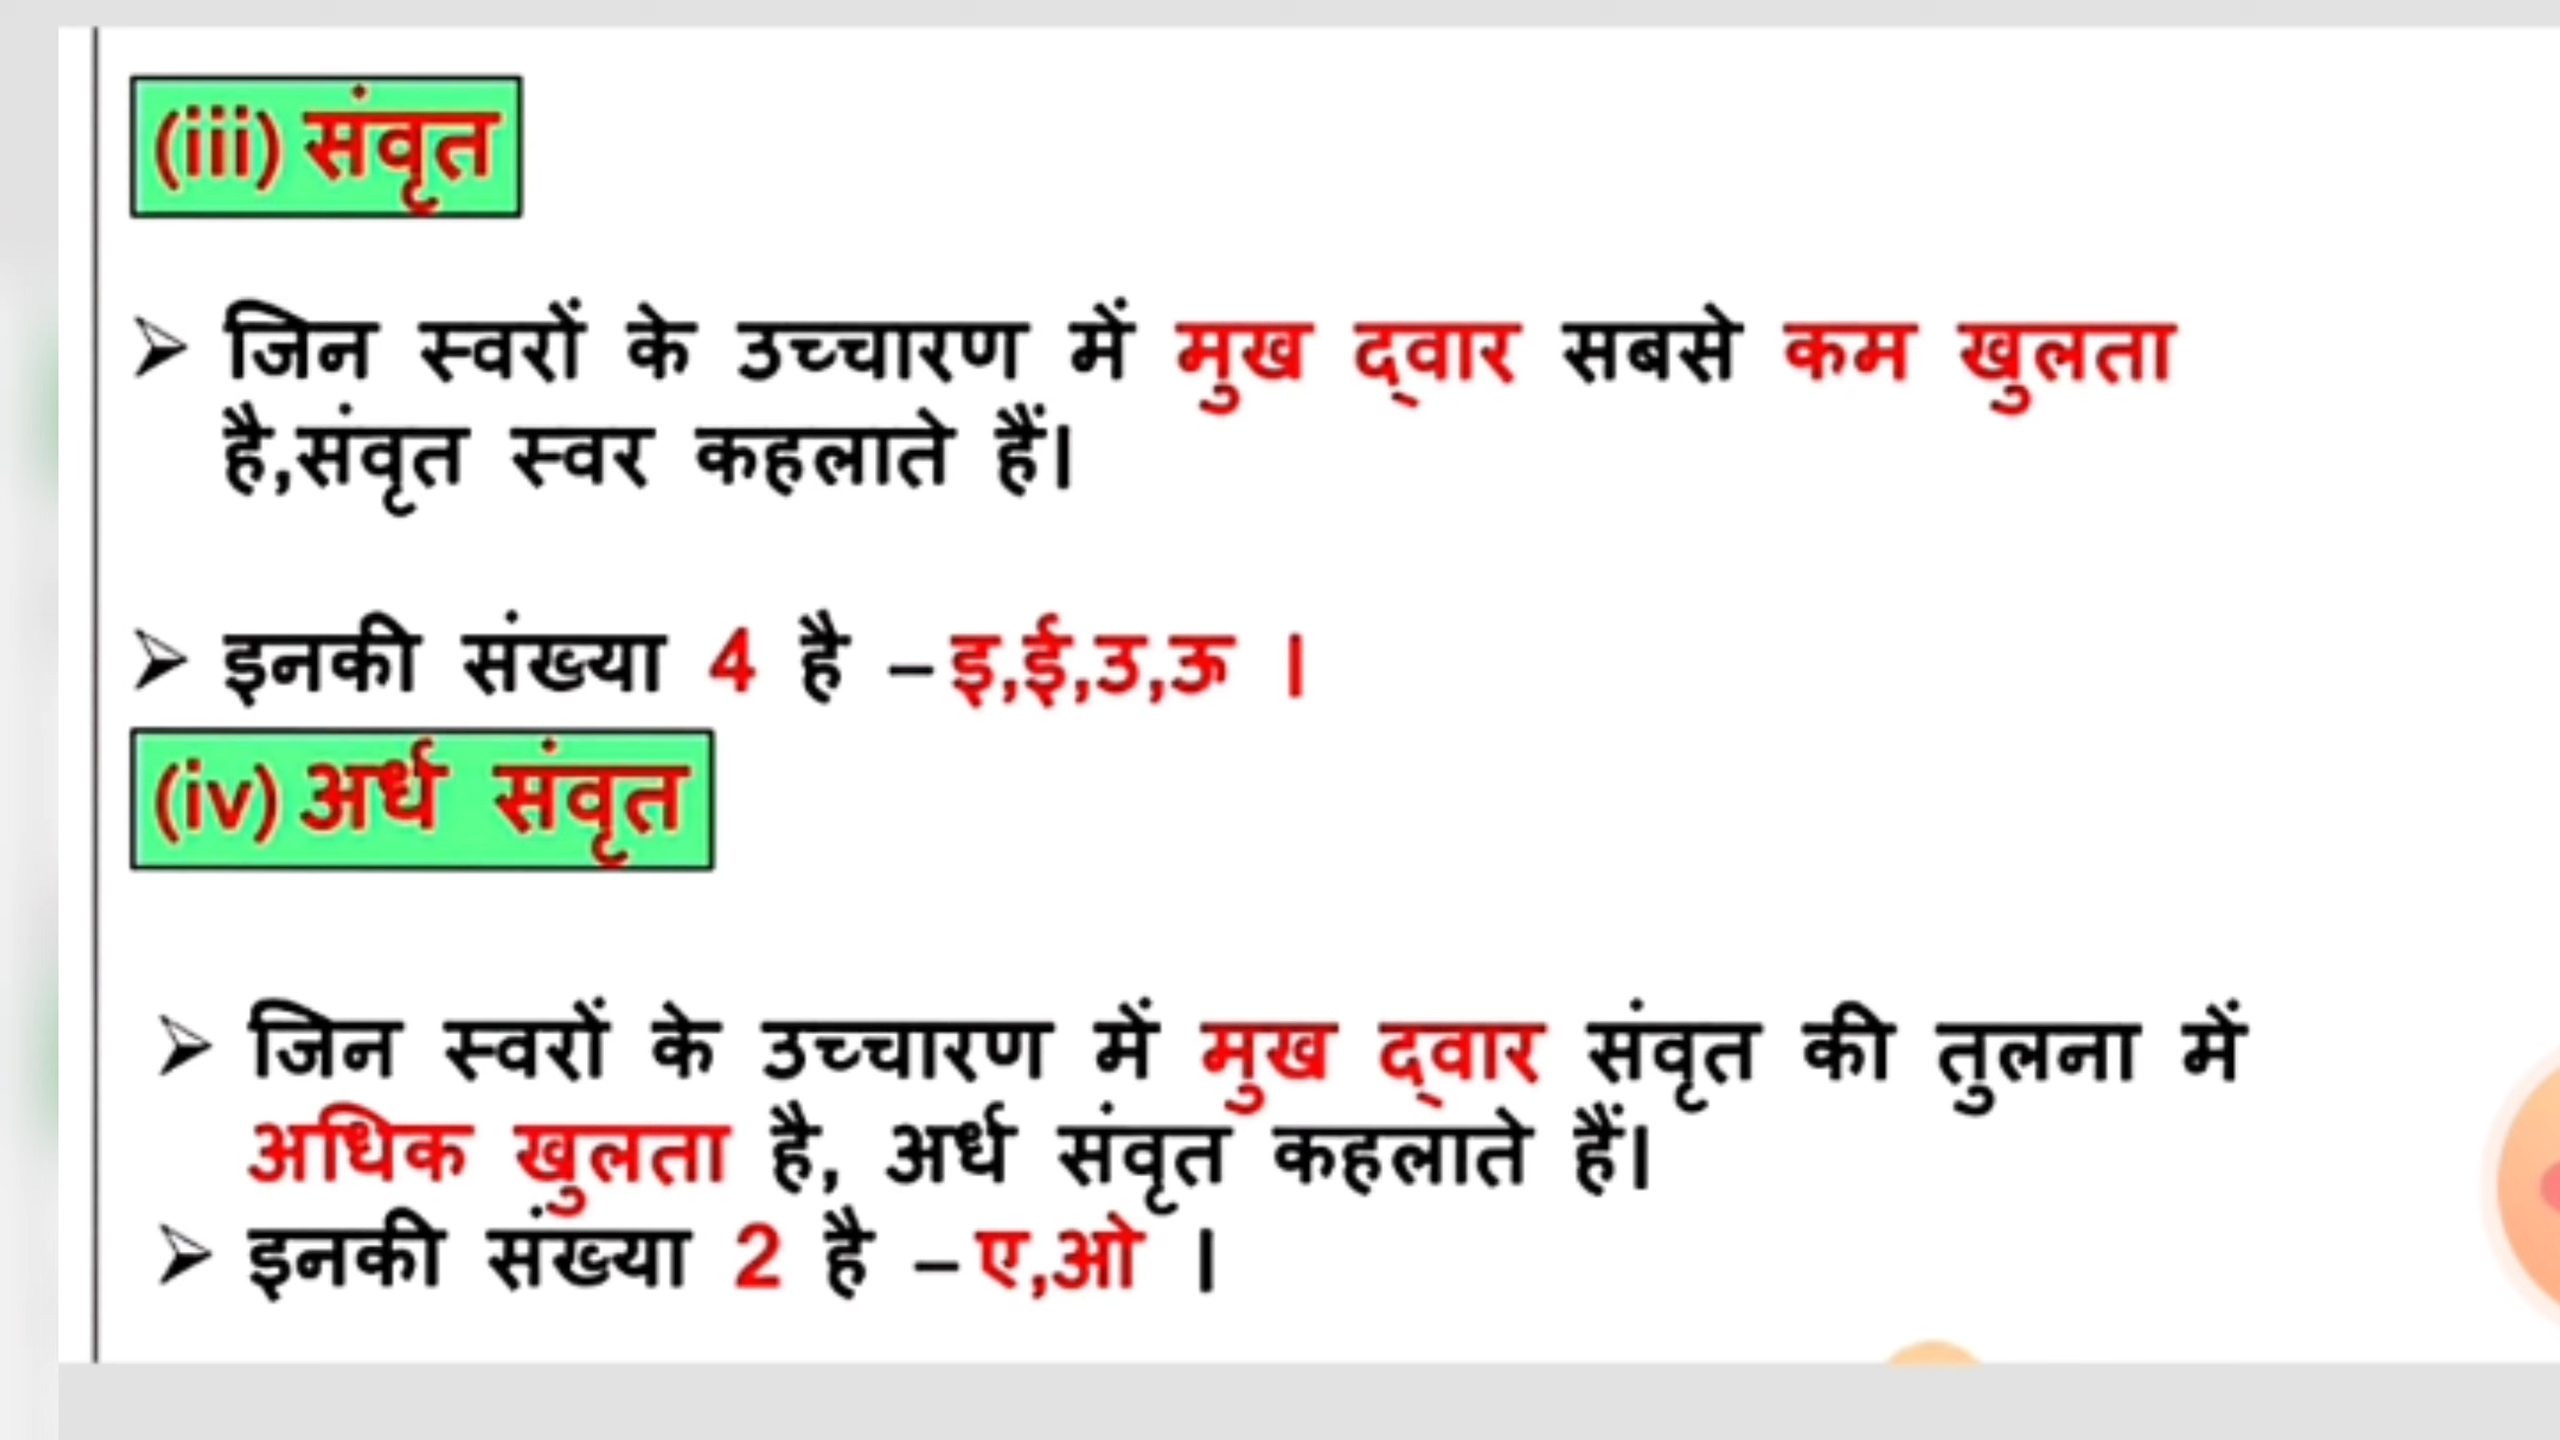 (iii) संवृत
➢ जिन स्वरों के उच्चारण में मुख द्वार सबसे कम खुलता
है,संवृत स्वर कहलाते हैं।
➢ इनकी संख्या 4 है –इ,ई,उ,ऊ ।
(iv) अर्ध संवृत
➢ जिन स्वरों के उच्चारण में मुख द्वार संवृत की तुलना में
अधिक खुलता है, अर्ध संवृत कहलाते हैं।
➢ इनकी संख्या 2 है –ए,ओ ।